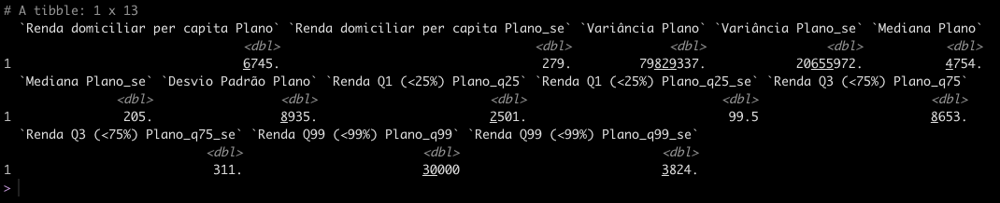 # A tibble: 1 x 13
`Renda domiciliar per capita Plano` `Renda domiciliar per capita Plano_se` `Variância Plano` `Variância Plano_se` `Mediana Plano`
<dbl> <dbl> <dbl> <dbl> <dbl>
1 6745. 279. 79829337. 20655972. 4754.
`Mediana Plano_se` `Desvio Padrão Plano` `Renda Q1 (<25%) Plano_q25` `Renda Q1 (<25%) Plano_q25_se` `Renda Q3 (<75%) Plano_q75`
<dbl> <dbl> <dbl> <dbl> <dbl>
1 205. 8935. 2501. 99.5 8653.
`Renda Q3 (<75%) Plano_q75_se` `Renda Q99 (<99%) Plano_q99` `Renda Q99 (<99%) Plano_q99_se`
<dbl> <dbl> <dbl>
1 311. 30000 3824.
>